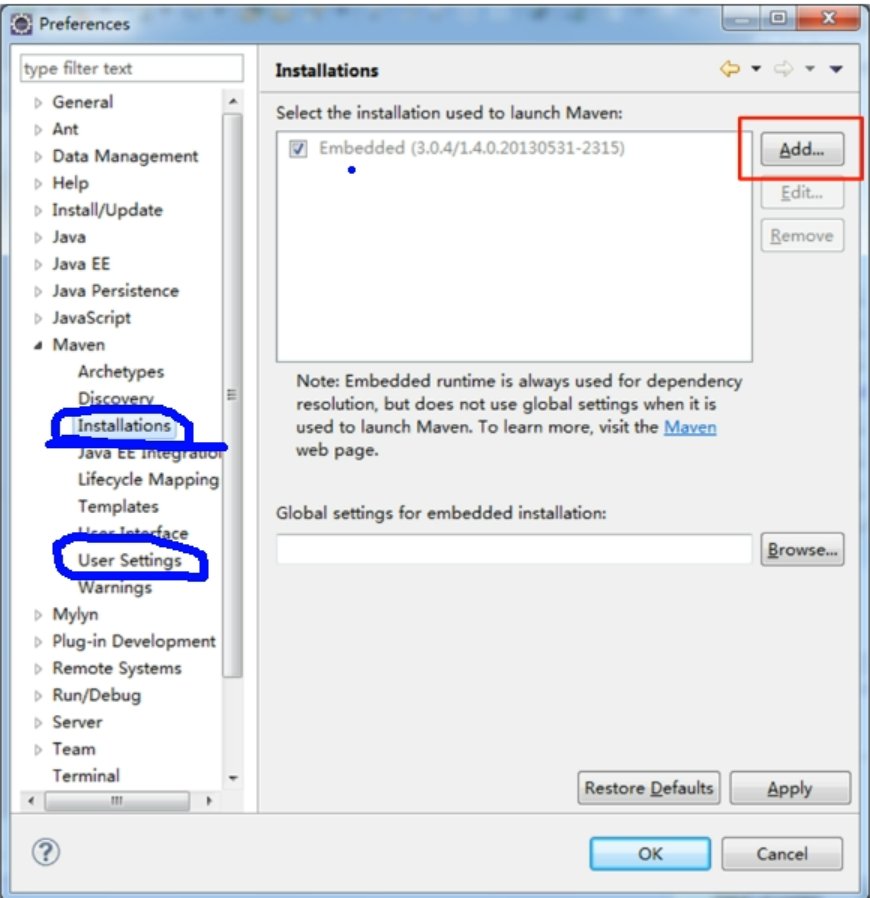 Preferences
type filter text
General
Ant
Data Management
Help
Install/Update
Java
Java EE
Java Persistence
JavaScript
Maven
Archetypes
Discovery
Installations
Java EE Integration
Lifecycle Mapping
Templates
User Interface
User Settings
Warnings
Mylyn
Plug-in Development
Remote Systems
Run/Debug
Server
Team
Terminal
Installations
Select the installation used to launch Maven:
Embedded (3.0.4/1.4.0.20130531-2315)
Add...
Edit...
Remove
Note: Embedded runtime is always used for dependency
resolution, but does not use global settings when it is
used to launch Maven. To learn more, visit the Maven
web page.
Global settings for embedded installation:
Browse...
Restore Defaults
Apply
?
OK
Cancel